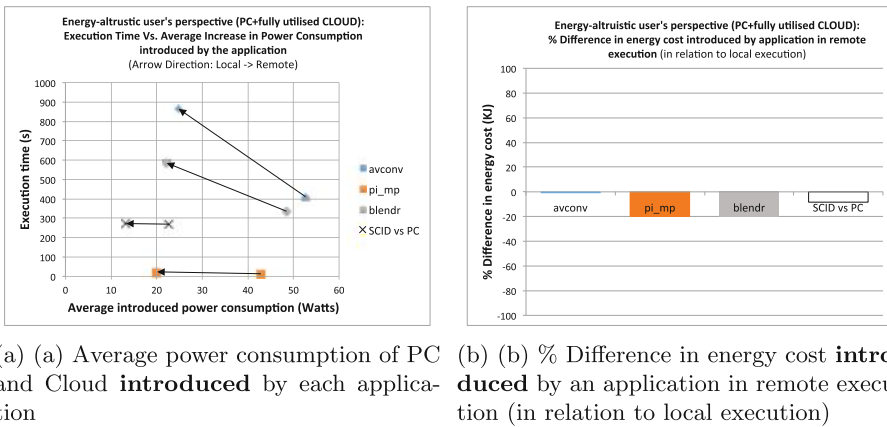 Energy-altrustic user's perspective (PC+fully utilised CLOUD):
Execution Time Vs. Average Increase in Power Consumption
introduced by the application
(Arrow Direction: Local -> Remote)
1000
900
800
700
600
500
400
300
200
100
0
Execution time (s)
0 10 20 30 40 50 60
Average introduced power consumption (Watts)
avconv
pi_mp
blendr
SCID vs PC
Energy-altruistic user's perspective (PC+fully utilised CLOUD):
% Difference in energy cost introduced by application in remote
execution (in relation to local execution)
100
80
60
40
20
0
-20
-40
-60
-80
-100
% Difference in energy cost (KJ)
avconv pi_mp blendr SCID vs PC
(a) (a) Average power consumption of PC
and Cloud introduced by each applica-
tion
(b) (b) % Difference in energy cost intro
duced by an application in remote execu
tion (in relation to local execution)